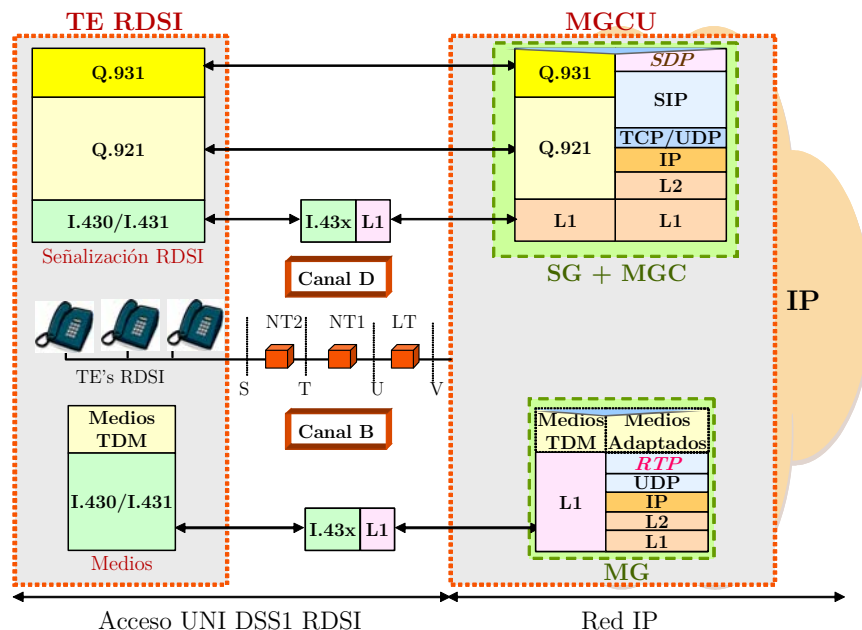 TE RDSI
MGCU
Q.931
Q.921
I.430/I.431
Señalización RDSI
I.43x
L1
Q.931
SDP
SIP
TCP/UDP
Q.921
IP
L2
L1
L1
SG + MGC
Canal D
IP
NT2
NT1
LT
TE's RDSI
S
T
U
V
Canal B
Medios
TDM
I.430/I.431
Medios
I.43x
L1
Medios
TDM
Medios
Adaptados
RTP
UDP
L1
IP
L2
L1
MG
Acceso UNI DSS1 RDSI
Red IP